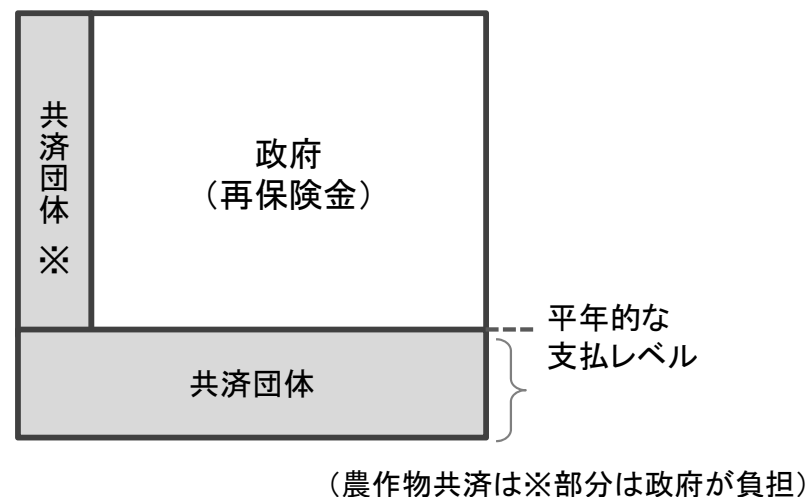 共済団体 ※
政府
（再保険金）
平年的な
支払レベル
共済団体
（農作物共済は※部分は政府が負担）